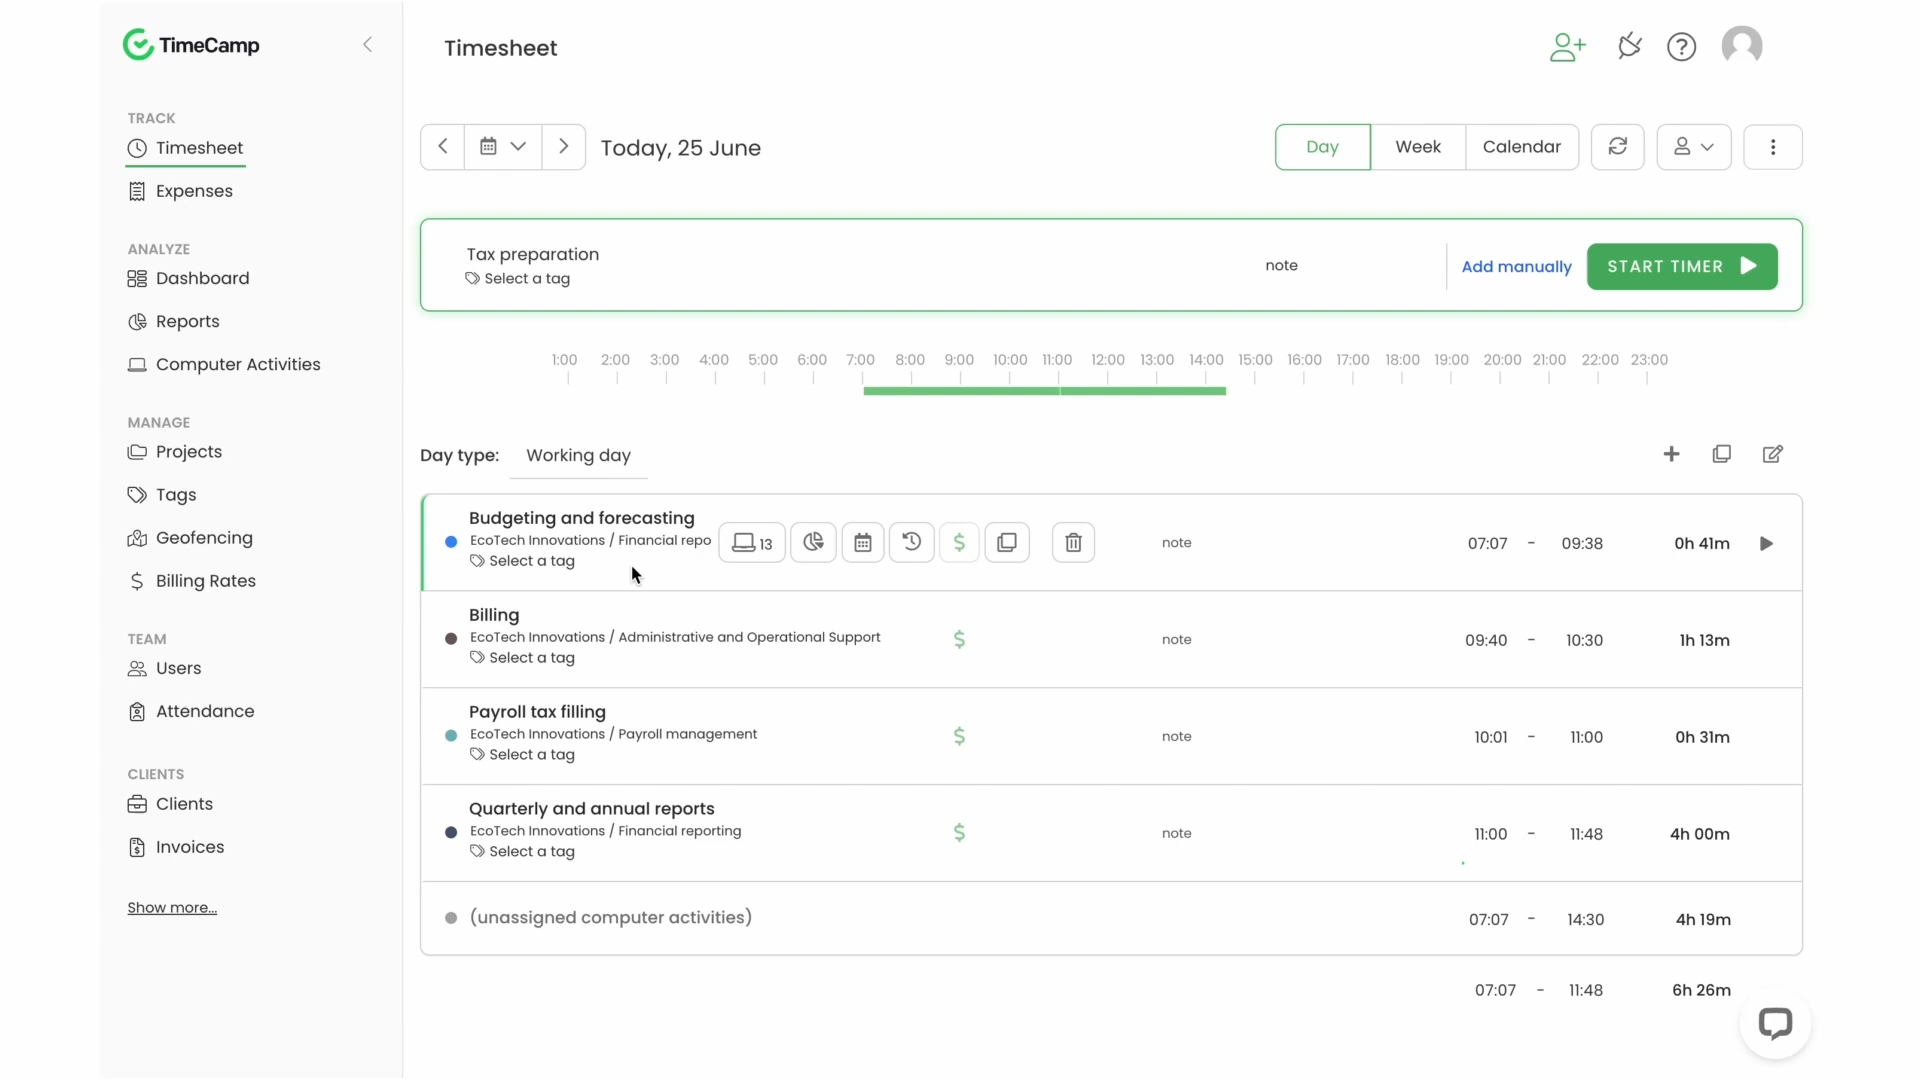 TimeCamp
TRACK
Timesheet
Expenses
ANALYZE
Dashboard
Reports
Computer Activities
MANAGE
Projects
Tags
Geofencing
Billing Rates
TEAM
Users
Attendance
CLIENTS
Clients
Invoices
Show more...
Timesheet
Today, 25 June
Day Week Calendar
Tax preparation
Select a tag
note
Add manually
START TIMER
1:00 2:00 3:00 4:00 5:00 6:00 7:00 8:00 9:00 10:00 11:00 12:00 13:00 14:00 15:00 16:00 17:00 18:00 19:00 20:00 21:00 22:00 23:00
Day type: Working day
Budgeting and forecasting
EcoTech Innovations / Financial repo
Select a tag
13
$
note
07:07 - 09:38 0h 41m
Billing
EcoTech Innovations / Administrative and Operational Support
Select a tag
$
note
09:40 - 10:30 1h 13m
Payroll tax filling
EcoTech Innovations / Payroll management
Select a tag
$
note
10:01 - 11:00 0h 31m
Quarterly and annual reports
EcoTech Innovations / Financial reporting
Select a tag
$
note
11:00 - 11:48 4h 00m
(unassigned computer activities)
07:07 - 14:30 4h 19m
07:07 - 11:48 6h 26m